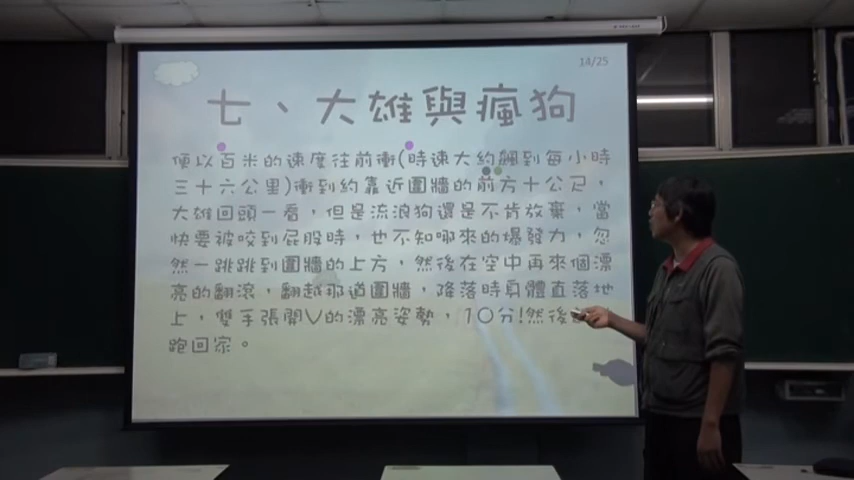 14/25
七、大雄與瘋狗
便以百米的速度往前衝(時速大約飆到每小時
三十六公里)衝到約靠近圍牆的前方十公尺，
大雄回頭一看，但是流浪狗還是不肯放棄，當
快要被咬到屁股時，也不知哪來的爆發力，忽
然一跳跳到圍牆的上方，然後在空中再來個漂
亮的翻滾，翻越那道圍牆，降落時身體直落地
上，雙手張開V的漂亮姿勢，10分!然後
跑回家。